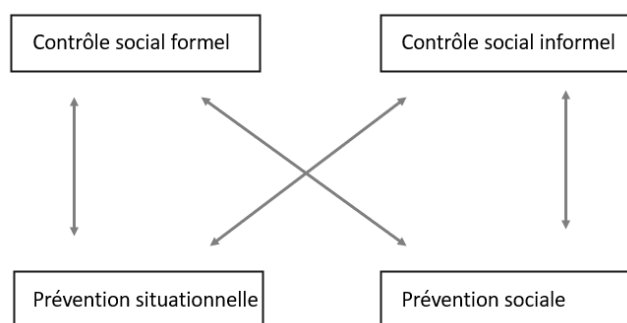 Contrôle social formel
Contrôle social informel
Prévention situationnelle
Prévention sociale